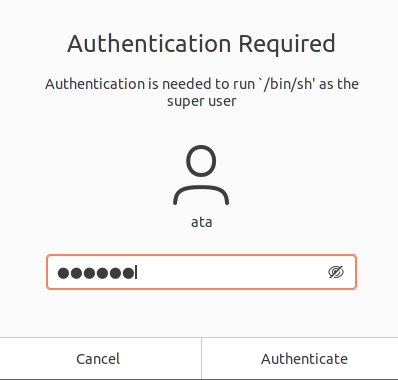 Authentication Required
Authentication is needed to run `/bin/sh' as the
super user
ata
●●●●●●
Cancel
Authenticate